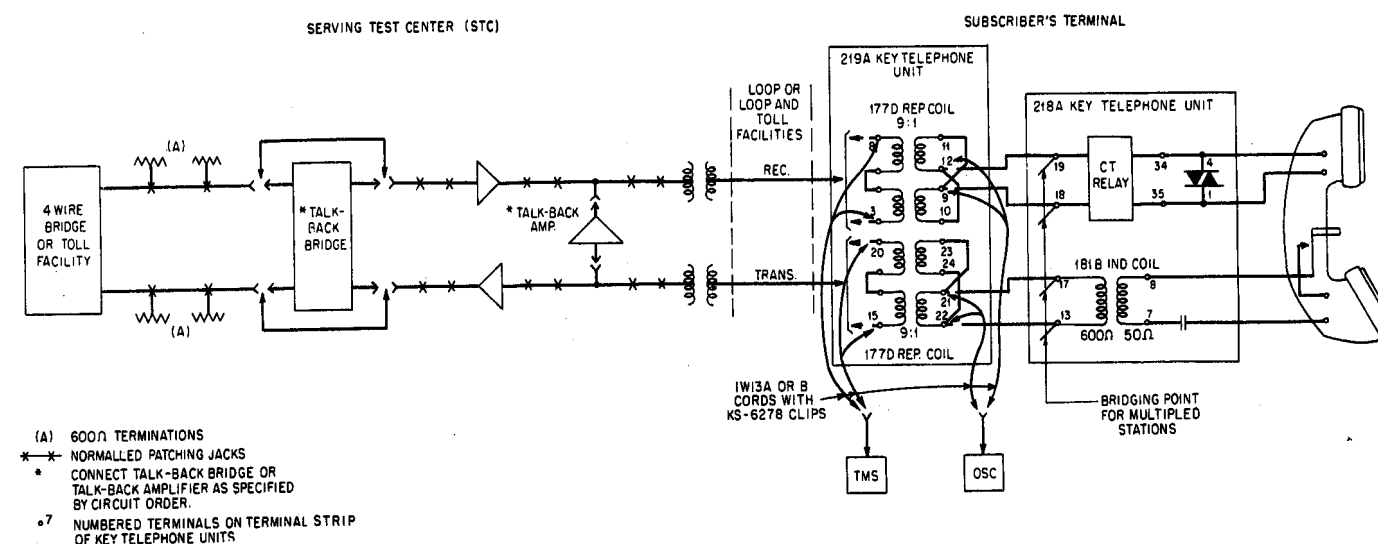 SERVING TEST CENTER (STC)
SUBSCRIBER'S TERMINAL
219A KEY TELEPHONE
UNIT
LOOP OR
LOOP AND
TOLL
FACILITIES
177D REP COIL
9:1
218A KEY TELEPHONE UNIT
(A)
4 WIRE
BRIDGE
OR TOLL
FACILITY
* TALK-
BACK
BRIDGE
* TALK-BACK
AMP.
REC.
TRANS.
(A)
8
11
12
3
9
10
20
23
24
21
15
22
9:1
177D REP. COIL
19
18
CT
RELAY
34
35
4
1
17
13
181B IND COIL
8
7
600Ω 50Ω
1W13A OR B
CORDS WITH
KS-6278 CLIPS
BRIDGING POINT
FOR MULTIPLED
STATIONS
TMS
OSC
(A) 600Ω TERMINATIONS
NORMALLED PATCHING JACKS
* CONNECT TALK-BACK BRIDGE OR
TALK-BACK AMPLIFIER AS SPECIFIED
BY CIRCUIT ORDER.
7 NUMBERED TERMINALS ON TERMINAL STRIP
OF KEY TELEPHONE UNITS